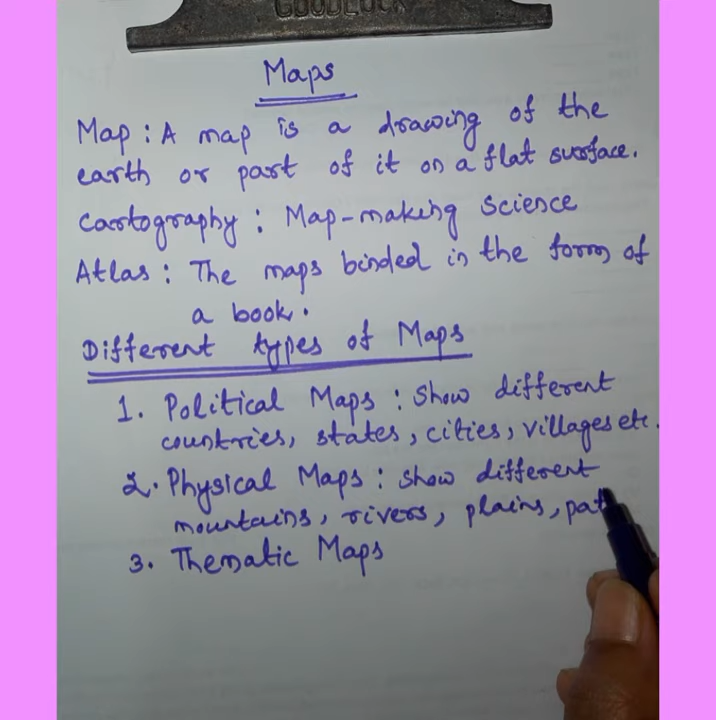 GOODLUCK
Maps
Map : A map is a drawing of the
earth or part of it on a flat surface.
Cartography : Map-making science
Atlas : The maps binded in the form of
a book.
Different types of Maps
1. Political Maps : Show different
countries, states, cities, villages etc.
2. Physical Maps : show different
mountains, rivers, plains,
3. Thematic Maps